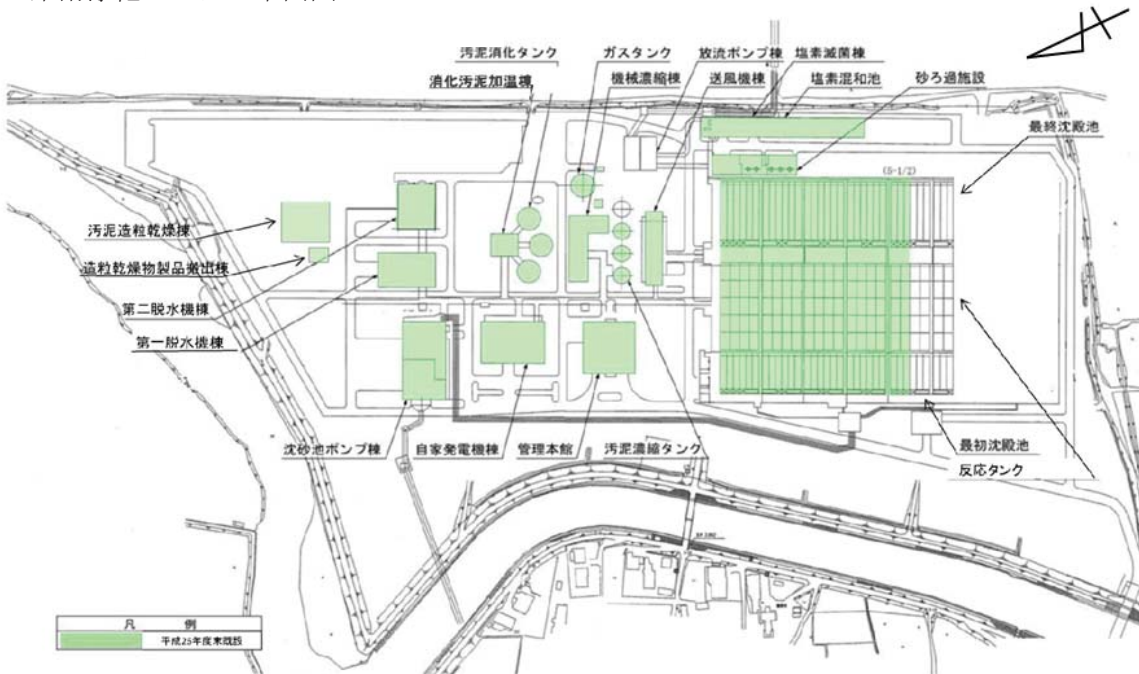 汚泥消化タンク
ガスタンク
放流ポンプ棟
塩素滅菌棟
消化汚泥加温棟
機械濃縮棟
送風機棟
塩素混和池
砂ろ過施設
最終沈殿池
(6-1/2)
汚泥造粒乾燥棟
造粒乾燥物製品搬出棟
第二脱水機棟
第一脱水機棟
沈砂池ポンプ棟
自家発電機棟
管理本館
汚泥濃縮タンク
最初沈殿池
反応タンク
凡 例
平成25年度末既設